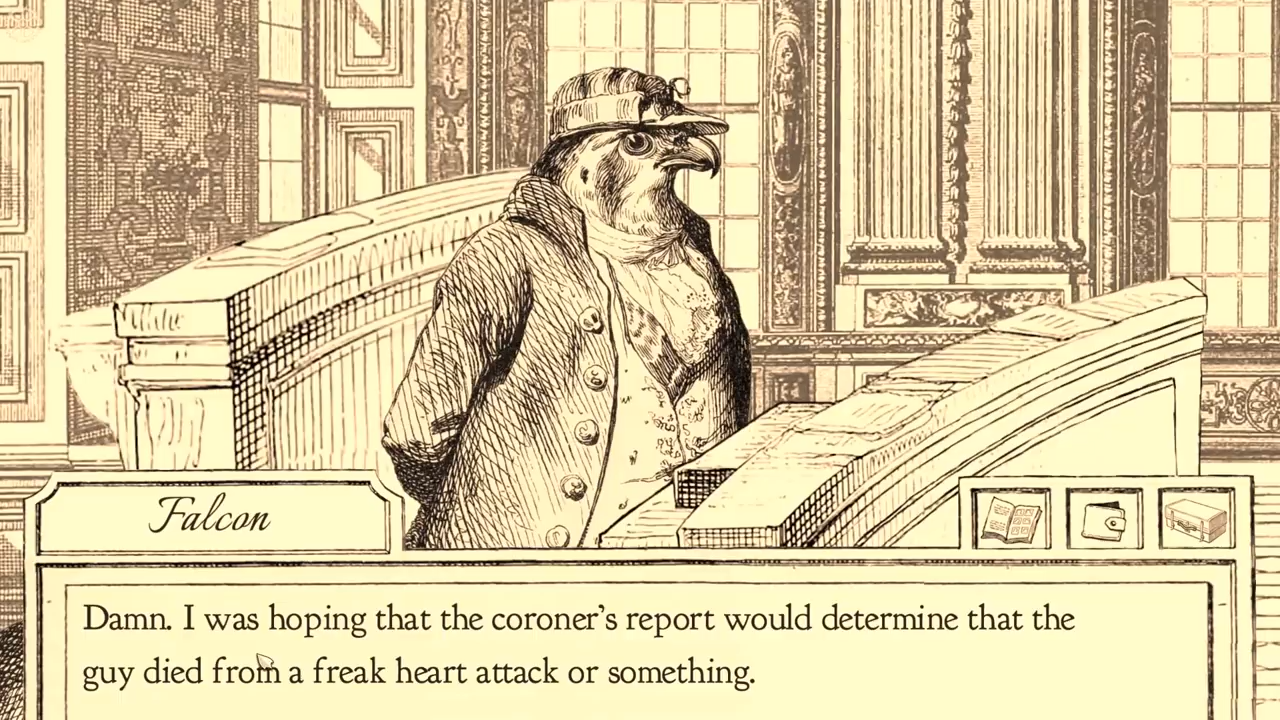 Falcon
Damn. I was hoping that the coroner's report would determine that the
guy died from a freak heart attack or something.